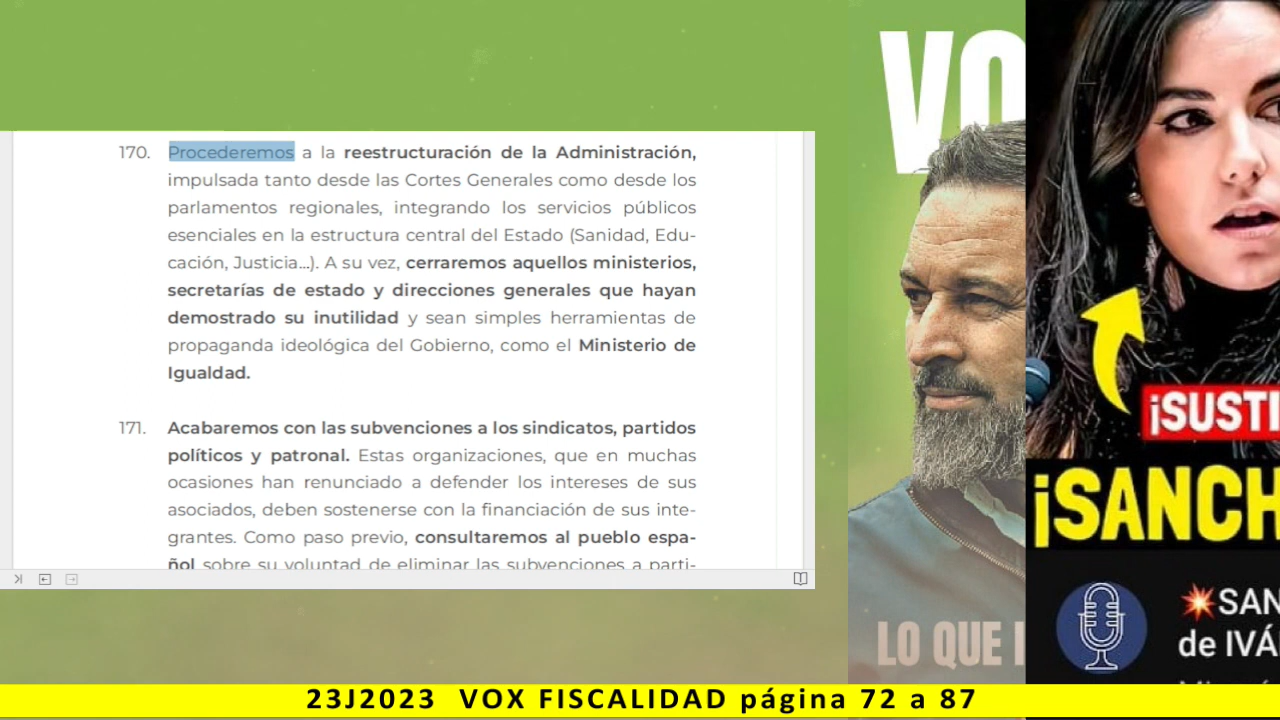 170. Procederemos a la reestructuración de la Administración,
impulsada tanto desde las Cortes Generales como desde los
parlamentos regionales, integrando los servicios públicos
esenciales en la estructura central del Estado (Sanidad, Edu-
cación, Justicia...). A su vez, cerraremos aquellos ministerios,
secretarías de estado y direcciones generales que hayan
demostrado su inutilidad y sean simples herramientas de
propaganda ideológica del Gobierno, como el Ministerio de
Igualdad.
171. Acabaremos con las subvenciones a los sindicatos, partidos
políticos y patronal. Estas organizaciones, que en muchas
ocasiones han renunciado a defender los intereses de sus
asociados, deben sostenerse con la financiación de sus inte-
grantes. Como paso previo, consultaremos al pueblo espa-
ñol sobre su voluntad de eliminar las subvenciones a parti-
VO
LO QUE I
¡SUSTI
¡SANCH
💥SAN
de IVÁ
23J2023 VOX FISCALIDAD página 72 a 87